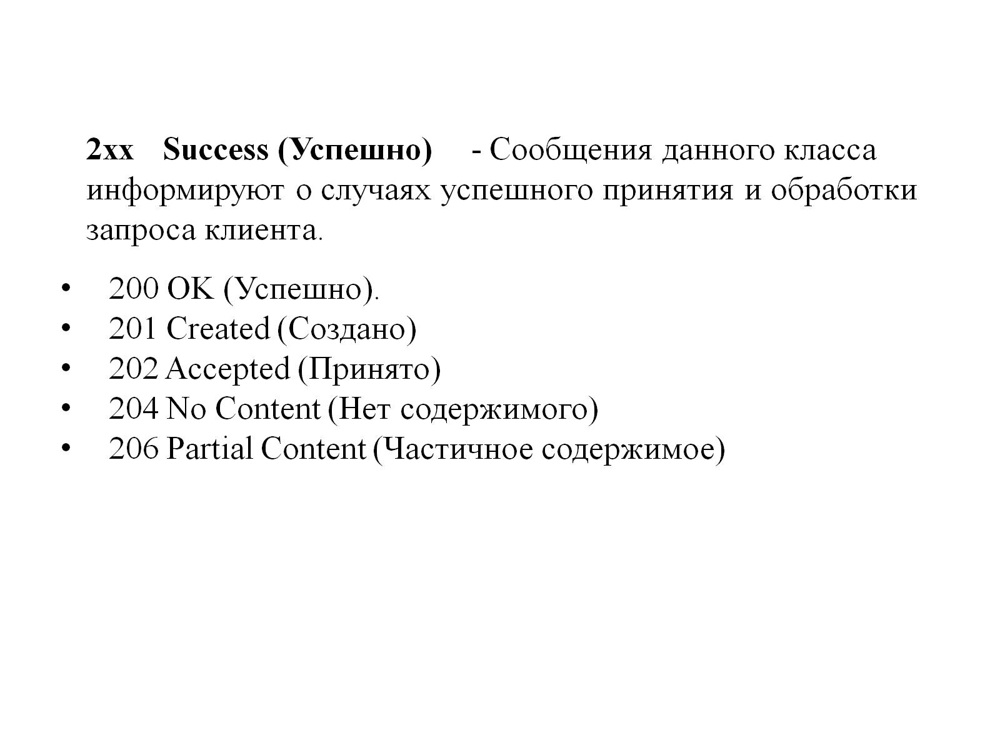 2xx Success (Успешно) - Сообщения данного класса
информируют о случаях успешного принятия и обработки
запроса клиента.
• 200 OK (Успешно).
• 201 Created (Создано)
• 202 Accepted (Принято)
• 204 No Content (Нет содержимого)
• 206 Partial Content (Частичное содержимое)